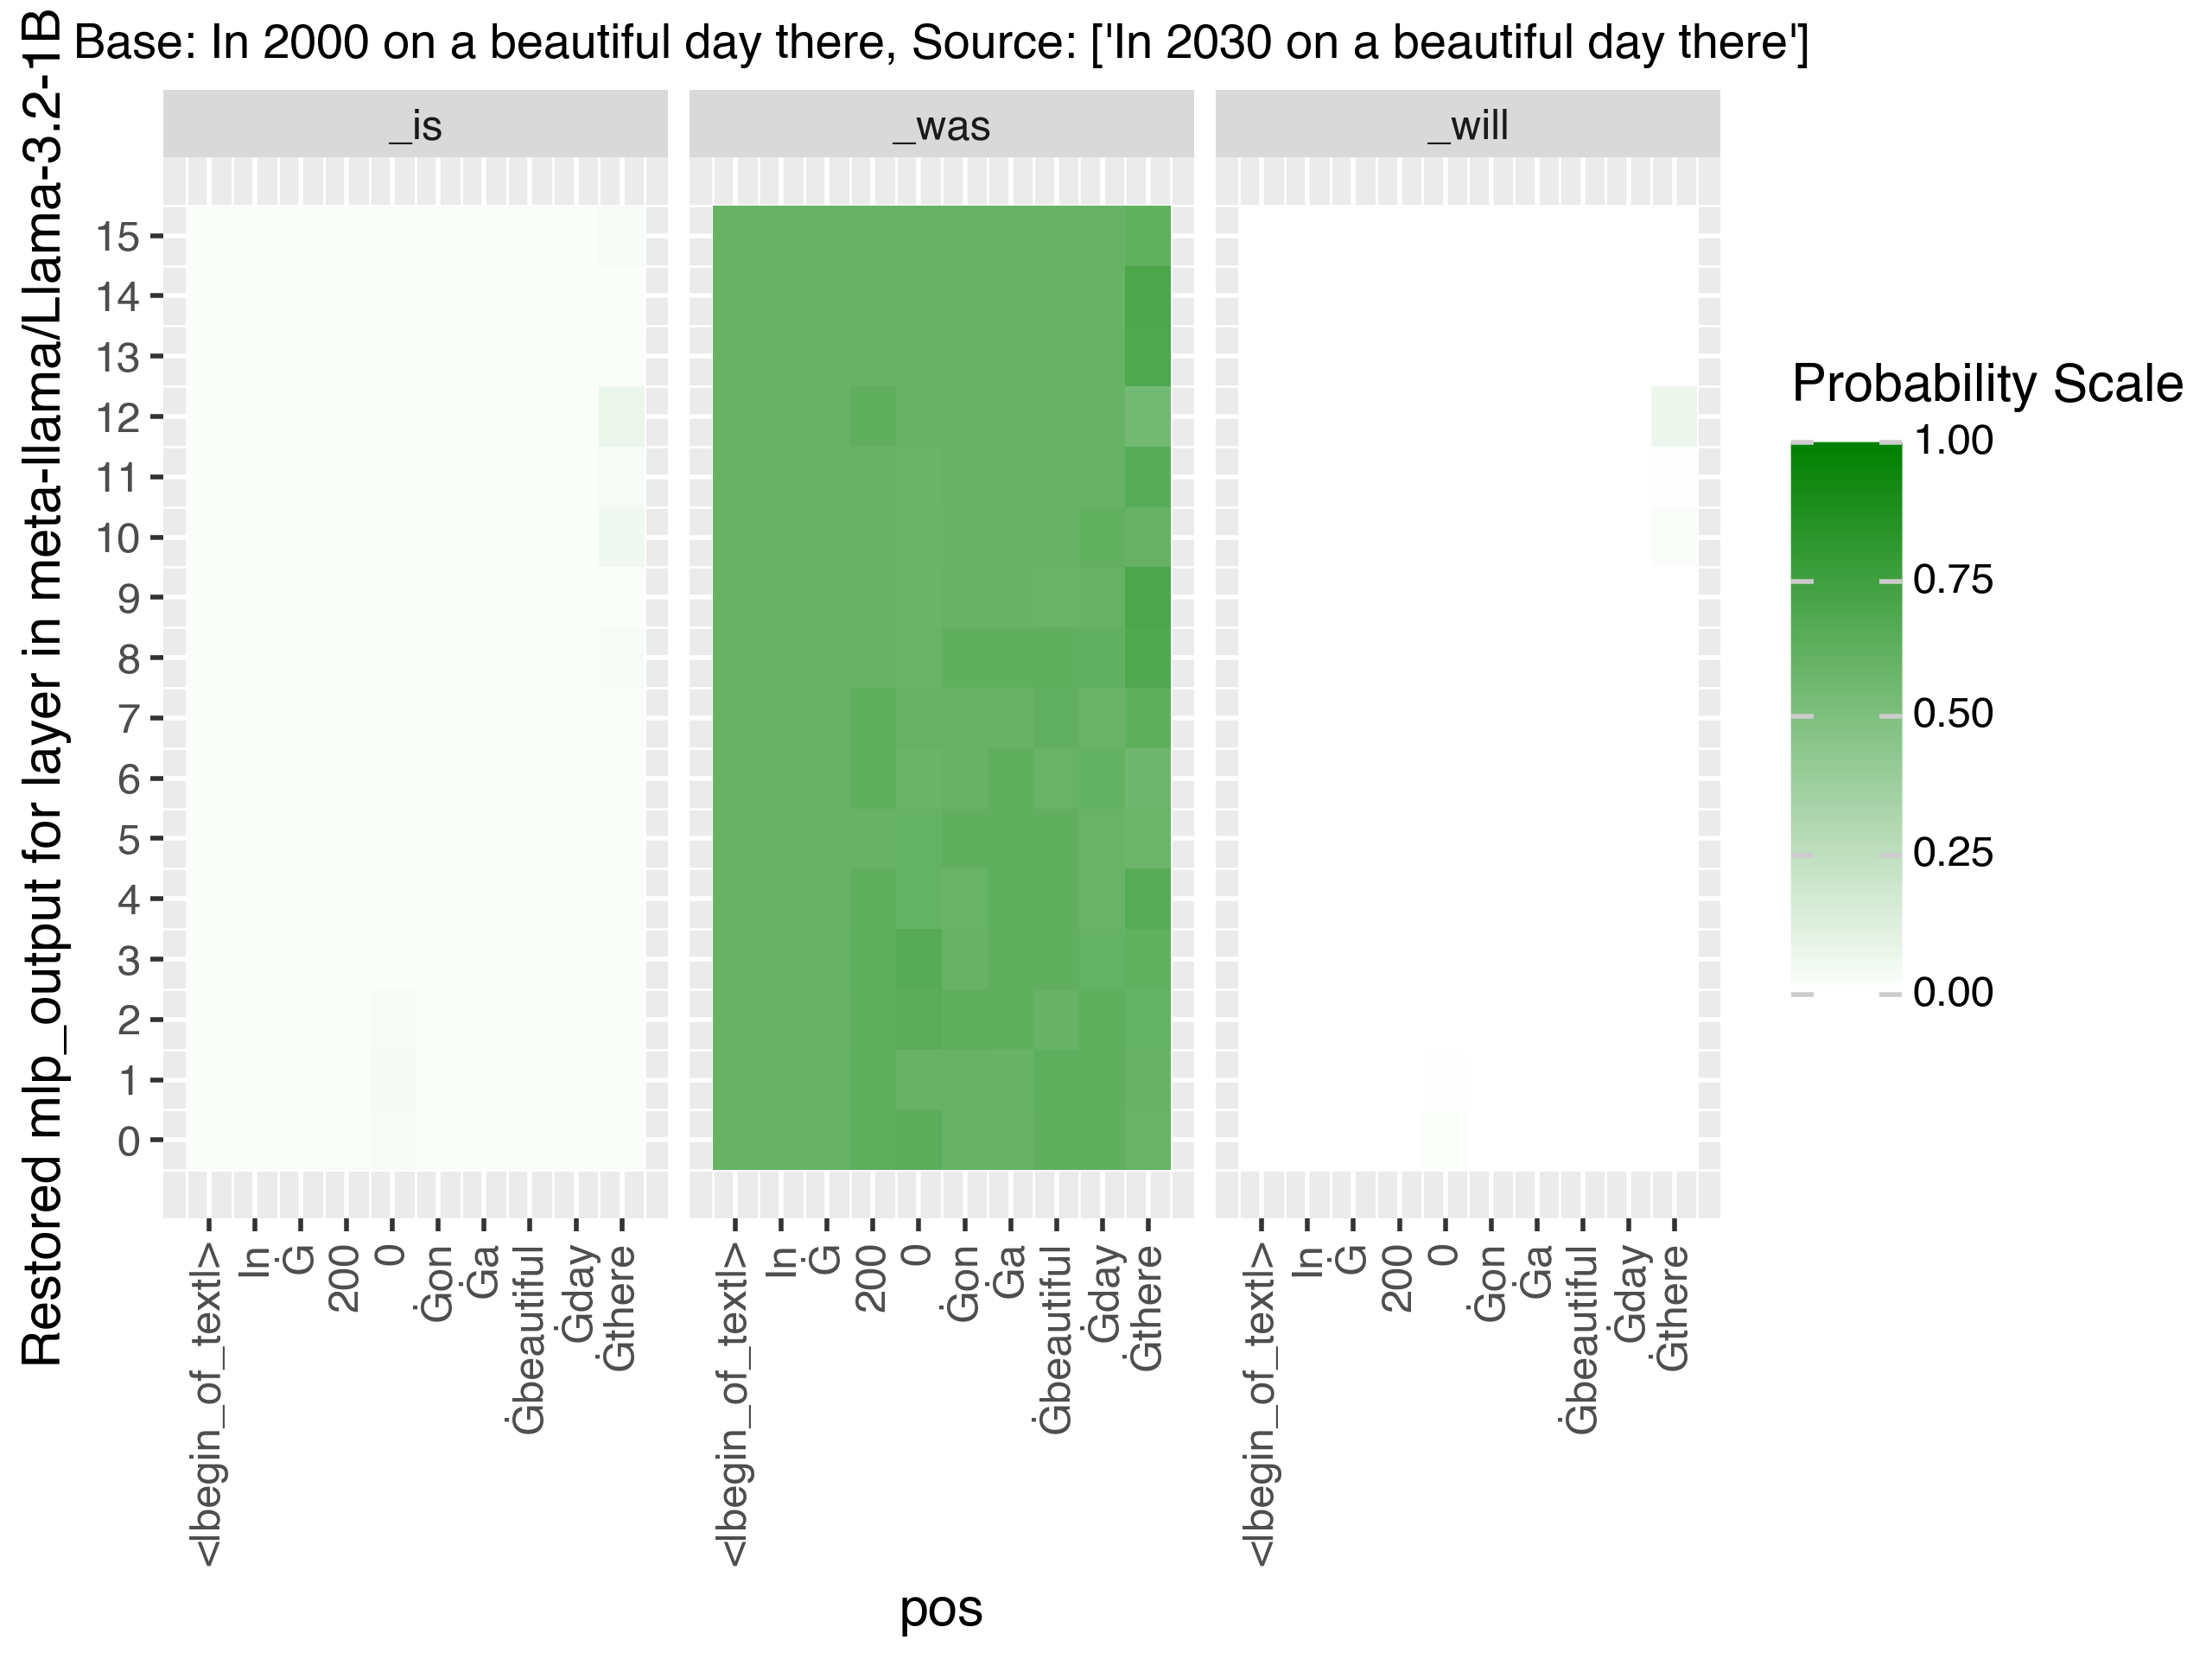 Base: In 2000 on a beautiful day there, Source: ['In 2030 on a beautiful day there']
Restored mlp_output for layer in meta-llama/Llama-3.2-1B
_is
_was
_will
15
14
13
12
11
10
9
8
7
6
5
4
3
2
1
0
<|begin_of_text|>
In
Ġ
200
0
Ġon
Ġa
Ġbeautiful
Ġday
Ġthere
<|begin_of_text|>
In
Ġ
200
0
Ġon
Ġa
Ġbeautiful
Ġday
Ġthere
<|begin_of_text|>
In
Ġ
200
0
Ġon
Ġa
Ġbeautiful
Ġday
Ġthere
pos
Probability Scale
1.00
0.75
0.50
0.25
0.00